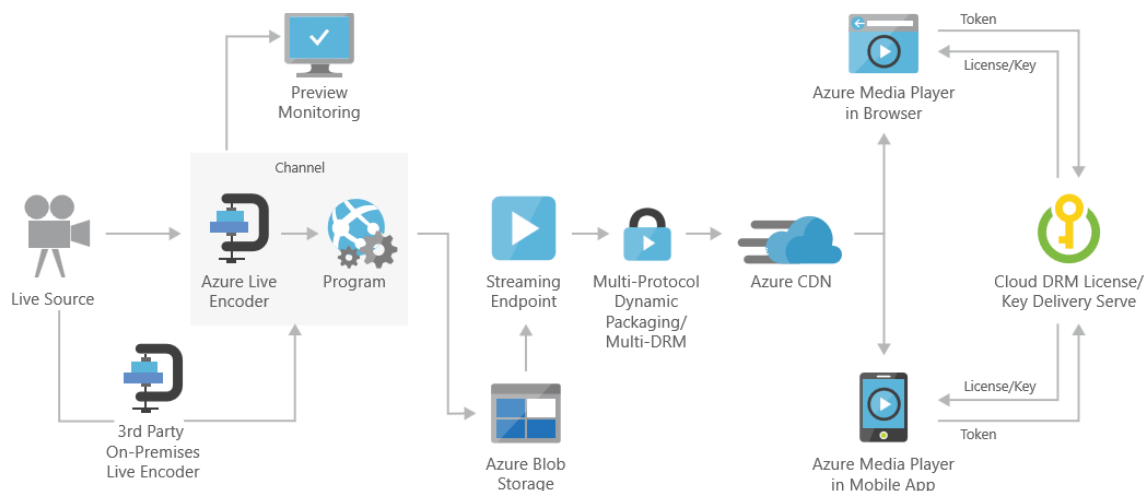 Token
License/Key
Preview
Monitoring
Azure Media Player
in Browser
Channel
Live Source
Azure Live
Encoder
Program
Streaming
Endpoint
Multi-Protocol
Dynamic
Packaging/
Multi-DRM
Azure CDN
Cloud DRM License/
Key Delivery Serve
3rd Party
On-Premises
Live Encoder
Azure Blob
Storage
License/Key
Token
Azure Media Player
in Mobile App